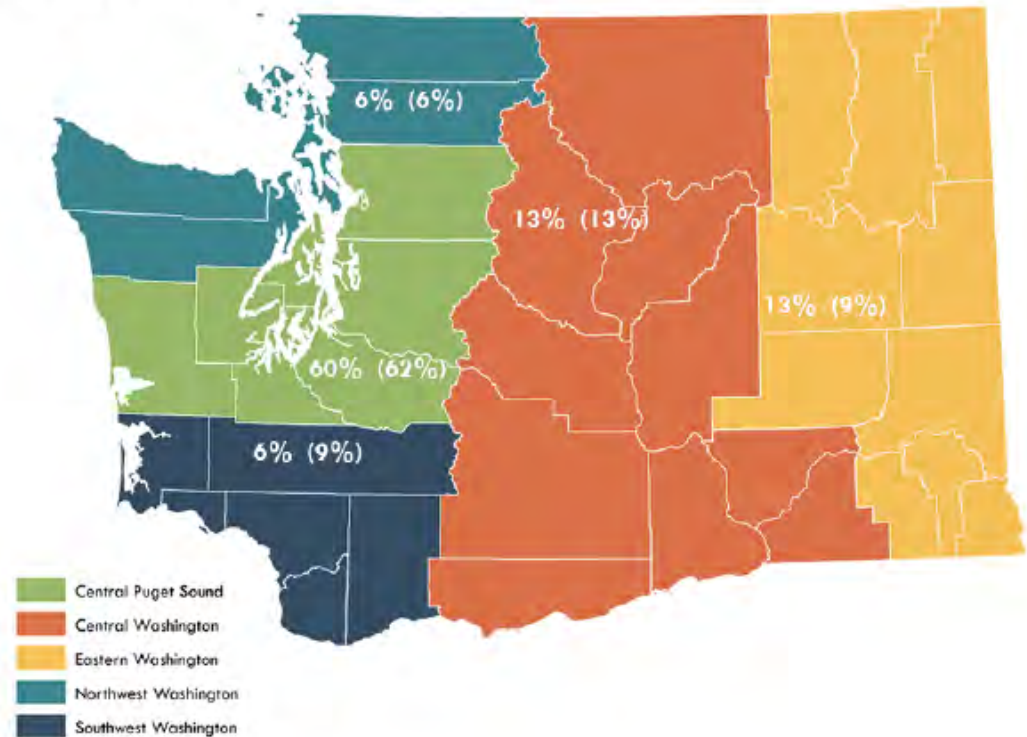 6% (6%)
13% (13%)
13% (9%)
60% (62%)
6% (9%)
Central Puget Sound
Central Washington
Eastern Washington
Northwest Washington
Southwest Washington